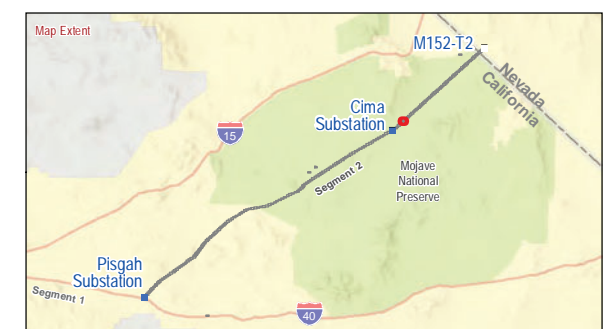 Map Extent
M152-T2
Nevada
California
Cima
Substation
15
Segment 2
Mojave
National
Preserve
Pisgah
Substation
Segment 1
40